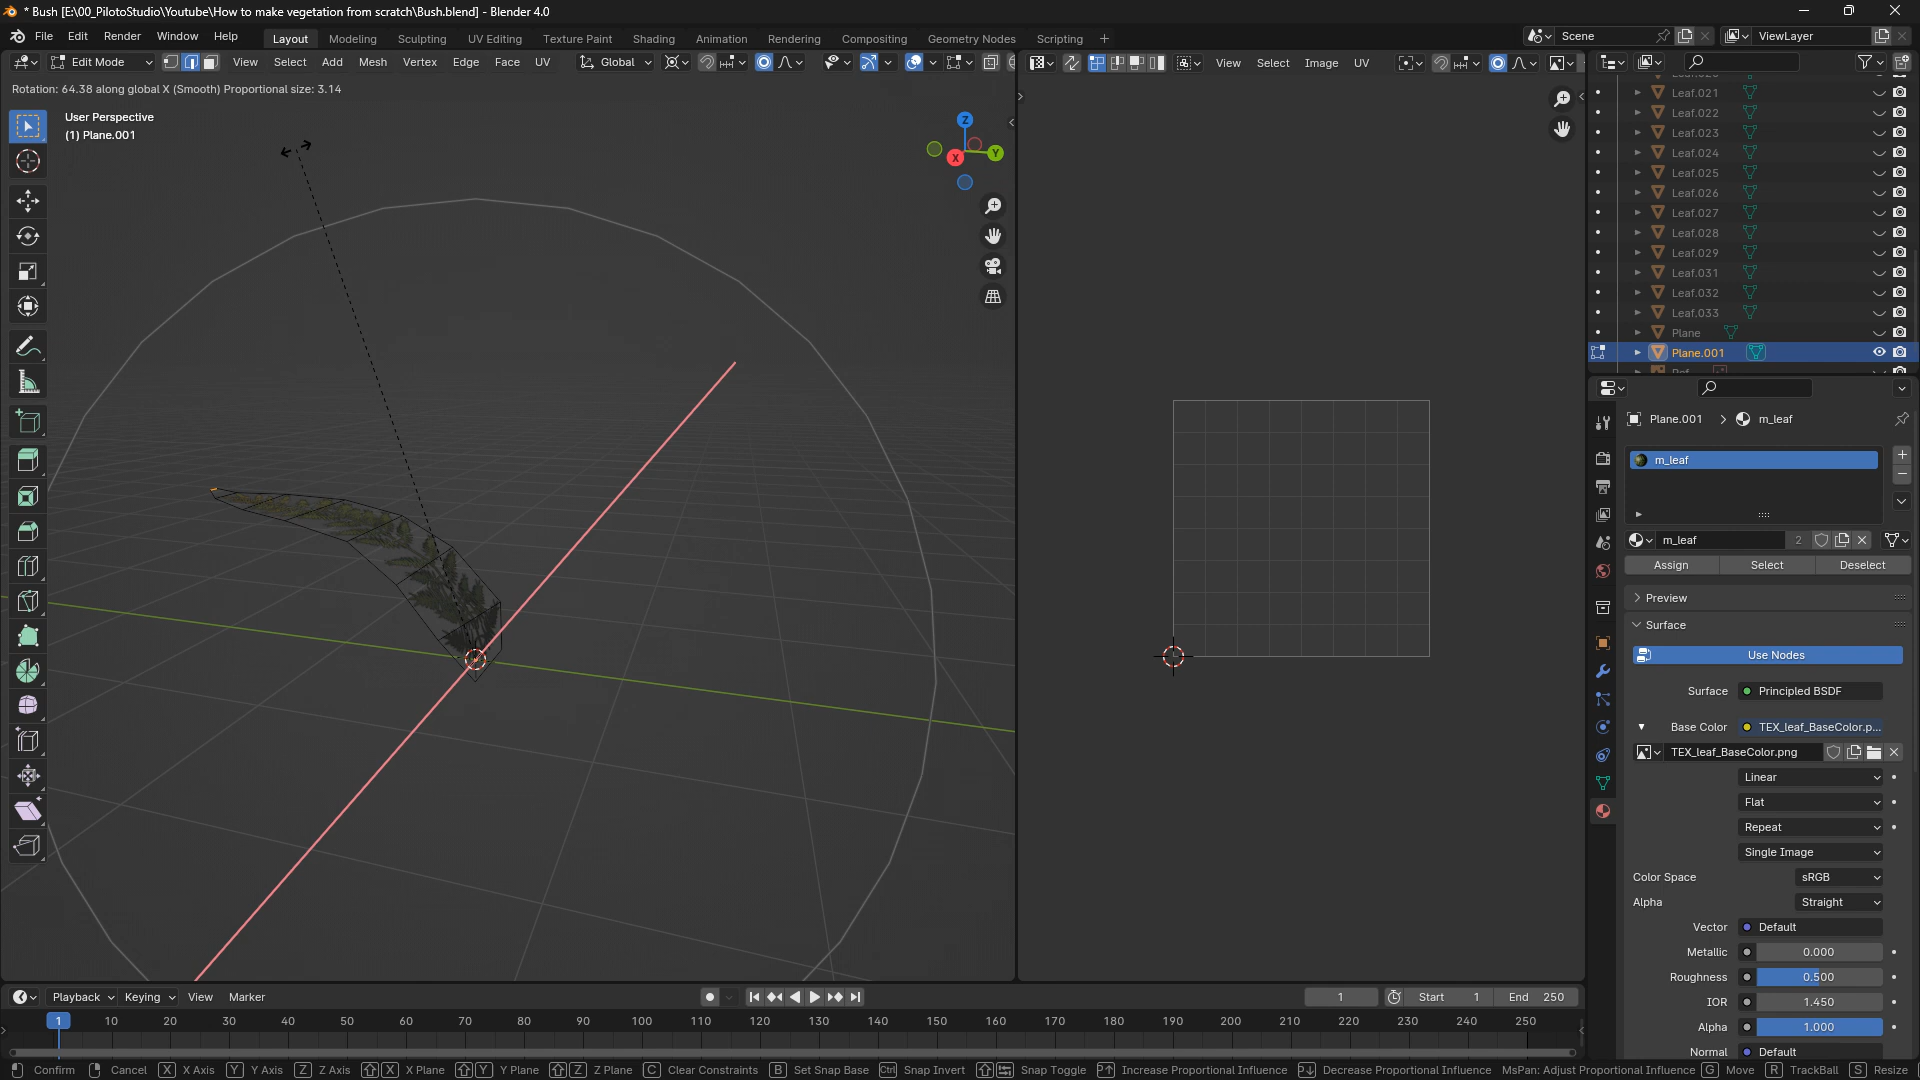 * Bush [E:\00_PilotoStudio\Youtube\How to make vegetation from scratch\Bush.blend] - Blender 4.0
File Edit Render Window Help Layout Modeling Sculpting UV Editing Texture Paint Shading Animation Rendering Compositing Geometry Nodes Scripting + Scene ViewLayer
Edit Mode View Select Add Mesh Vertex Edge Face UV Global View Select Image UV
Rotation: 64.38 along global X (Smooth) Proportional size: 3.14
User Perspective
(1) Plane.001
Z
X
Y
Leaf.021
Leaf.022
Leaf.023
Leaf.024
Leaf.025
Leaf.026
Leaf.027
Leaf.028
Leaf.029
Leaf.031
Leaf.032
Leaf.033
Plane
Plane.001
Plane.001 > m_leaf
m_leaf
m_leaf 2
Assign Select Deselect
Preview
Surface
Use Nodes
Surface Principled BSDF
Base Color TEX_leaf_BaseColor.p...
TEX_leaf_BaseColor.png
Linear
Flat
Repeat
Single Image
Color Space sRGB
Alpha Straight
Vector Default
Metallic 0.000
Roughness 0.500
IOR 1.450
Alpha 1.000
Normal Default
Playback Keying View Marker 1 Start 1 End 250
1 10 20 30 40 50 60 70 80 90 100 110 120 130 140 150 160 170 180 190 200 210 220 230 240 250
Confirm Cancel X X Axis Y Y Axis Z Z Axis X X Plane Y Y Plane Z Z Plane C Clear Constraints B Set Snap Base Ctrl Snap Invert Snap Toggle P↑ Increase Proportional Influence P↓ Decrease Proportional Influence MsPan: Adjust Proportional Influence G Move R TrackBall S Resize